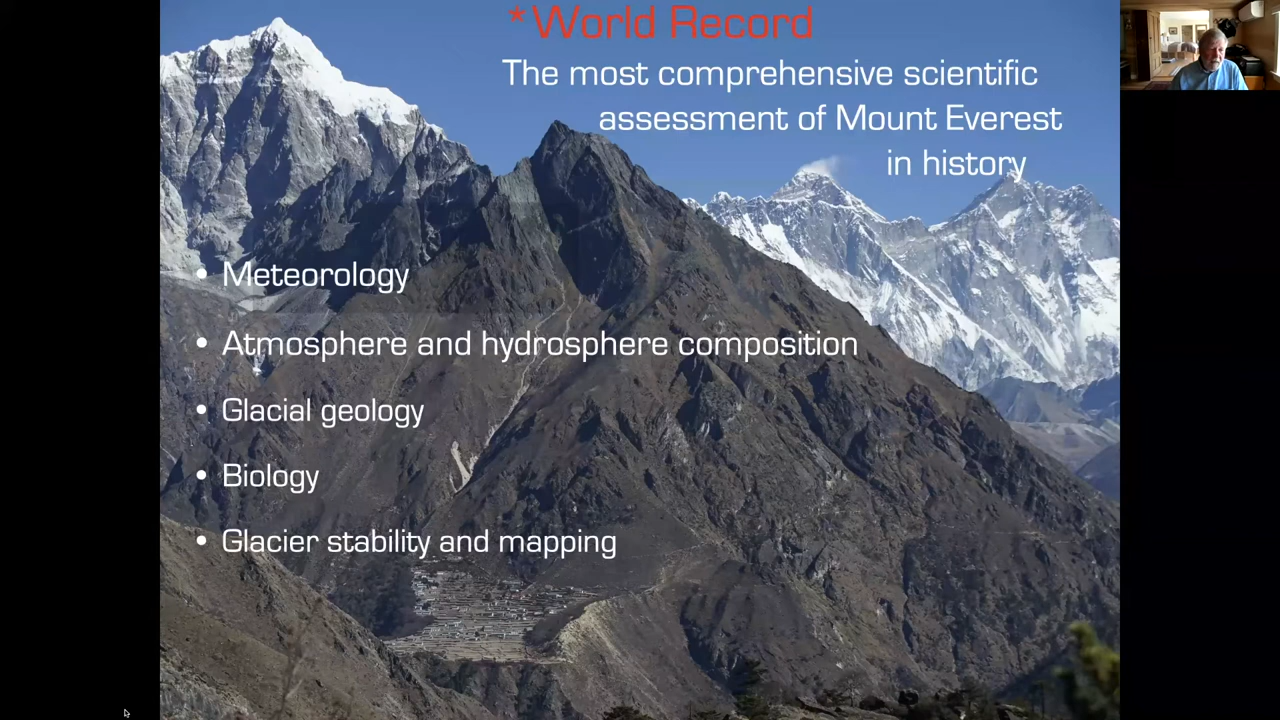 *World Record
The most comprehensive scientific
assessment of Mount Everest
in history
• Meteorology
• Atmosphere and hydrosphere composition
• Glacial geology
• Biology
• Glacier stability and mapping